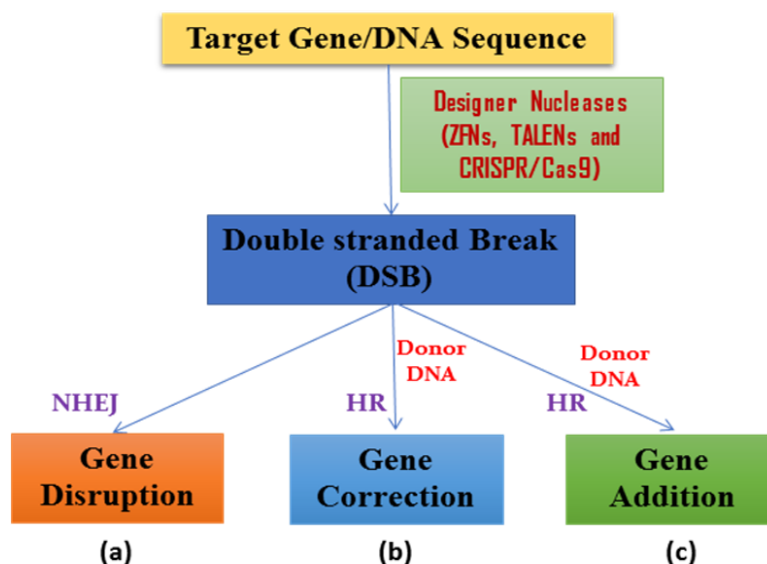 Target Gene/DNA Sequence
Designer Nucleases
(ZFNs, TALENs and
CRISPR/Cas9)
Double stranded Break
(DSB)
NHEJ
HR
Donor
DNA
HR
Donor
DNA
Gene
Disruption
Gene
Correction
Gene
Addition
(a)
(b)
(c)